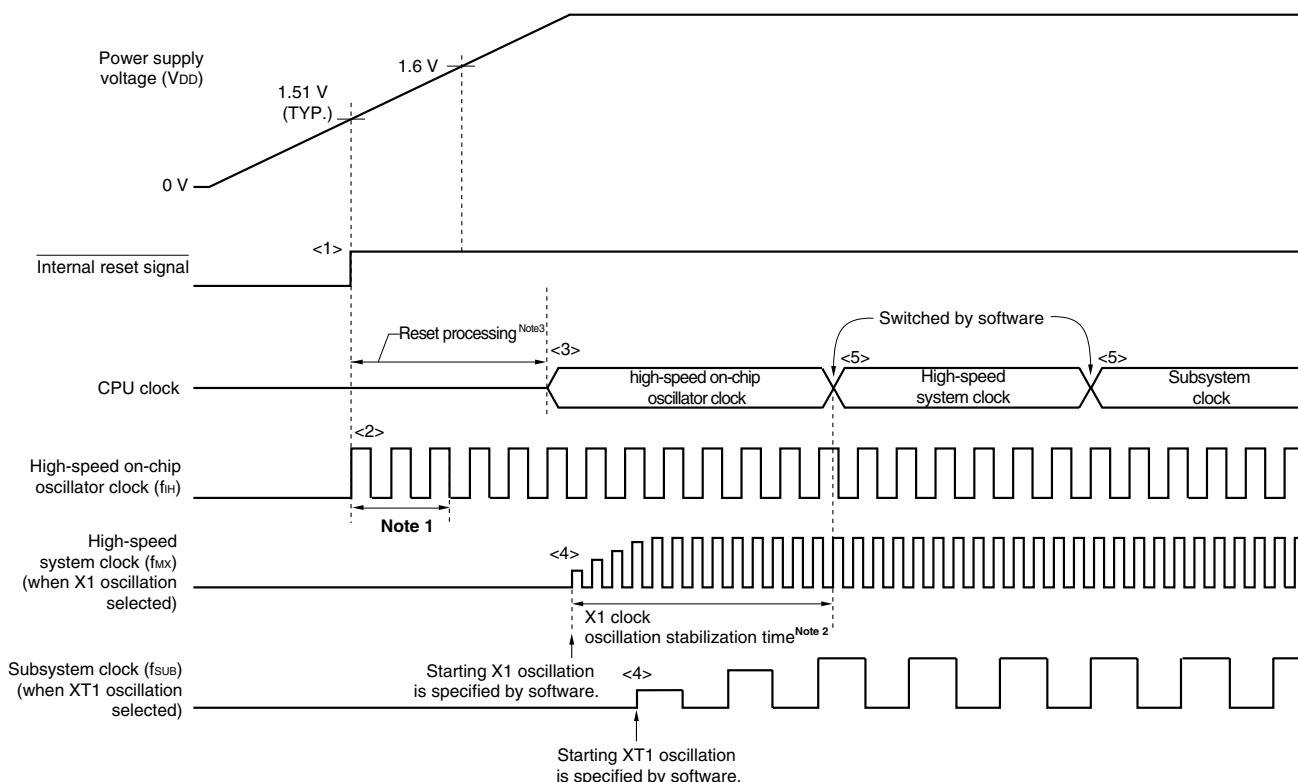 Power supply
voltage (VDD)
1.6 V
1.51 V
(TYP.)
0 V
<1>
Internal reset signal
Reset processing Note3
Switched by software
<3>
<5>
<5>
CPU clock
high-speed on-chip
oscillator clock
High-speed
system clock
Subsystem
clock
<2>
High-speed on-chip
oscillator clock (fIH)
Note 1
High-speed
system clock (fMX)
(when X1 oscillation
selected)
<4>
X1 clock
oscillation stabilization time Note 2
Starting X1 oscillation
is specified by software.
Subsystem clock (fSUB)
(when XT1 oscillation
selected)
<4>
Starting XT1 oscillation
is specified by software.